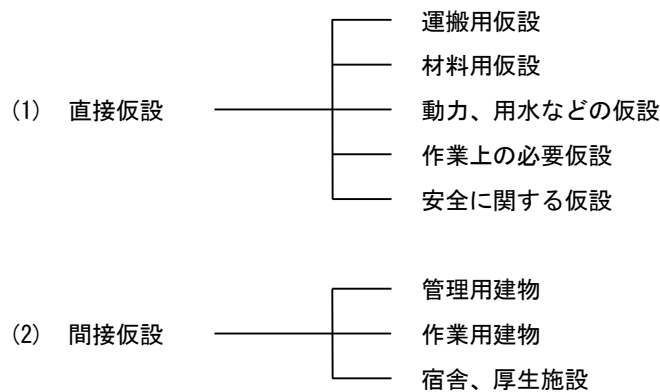 運搬用仮設
材料用仮設
(1) 直接仮設 動力、用水などの仮設
作業上の必要仮設
安全に関する仮設
管理用建物
(2) 間接仮設 作業用建物
宿舎、厚生施設